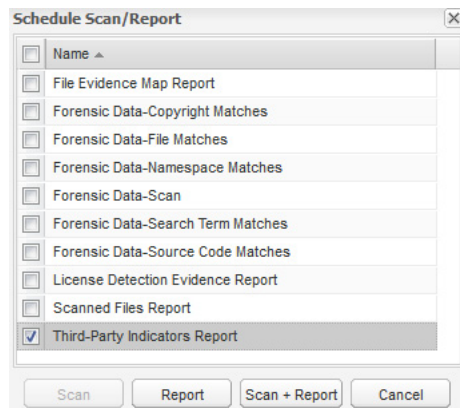 Schedule Scan/Report
Name
File Evidence Map Report
Forensic Data-Copyright Matches
Forensic Data-File Matches
Forensic Data-Namespace Matches
Forensic Data-Scan
Forensic Data-Search Term Matches
Forensic Data-Source Code Matches
License Detection Evidence Report
Scanned Files Report
Third-Party Indicators Report
Scan Report Scan + Report Cancel